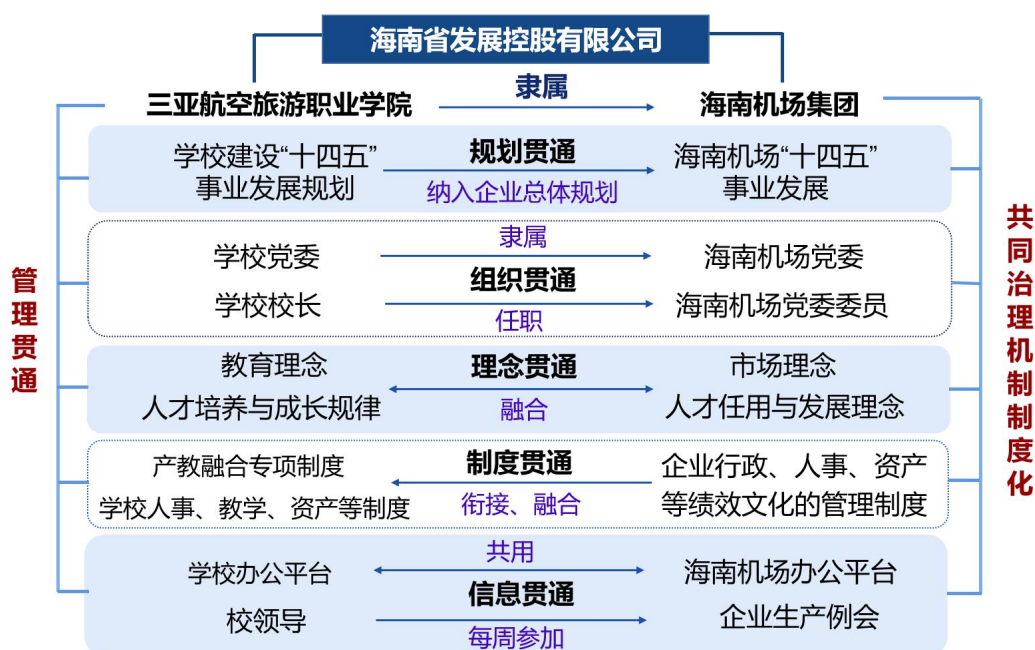 海南省发展控股有限公司
三亚航空旅游职业学院
隶属
海南机场集团
管理贯通
共同治理机制制度化
学校建设“十四五”
事业发展规划
规划贯通
纳入企业总体规划
海南机场“十四五”
事业发展
学校党委
隶属
海南机场党委
组织贯通
学校校长
任职
海南机场党委委员
教育理念
理念贯通
市场理念
人才培养与成长规律
融合
人才任用与发展理念
产教融合专项制度
制度贯通
企业行政、人事、资产
学校人事、教学、资产等制度
衔接、融合
等绩效文化的管理制度
学校办公平台
共用
海南机场办公平台
信息贯通
校领导
每周参加
企业生产例会